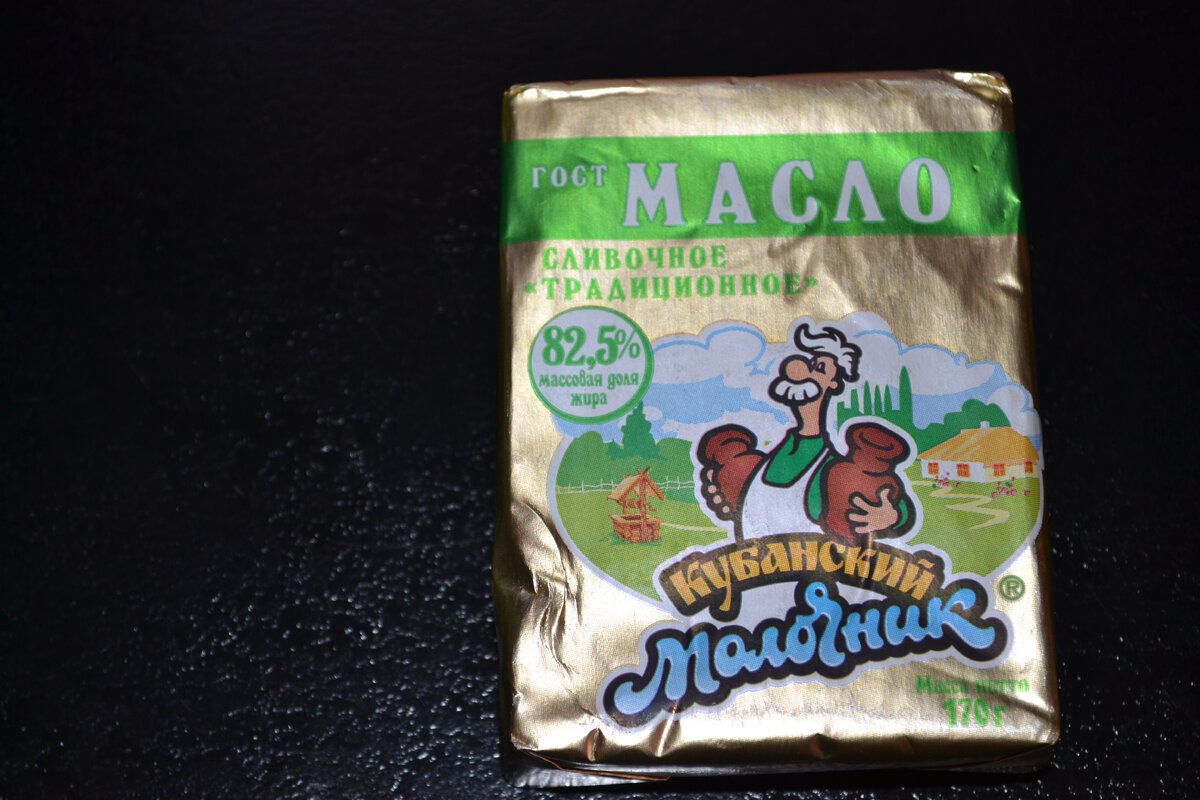 ГОСТ МАСЛО
СЛИВОЧНОЕ
«ТРАДИЦИОННОЕ»
82,5%
массовая доля
жира
Кубанский
Молочник ®
Масса нетто
170 г